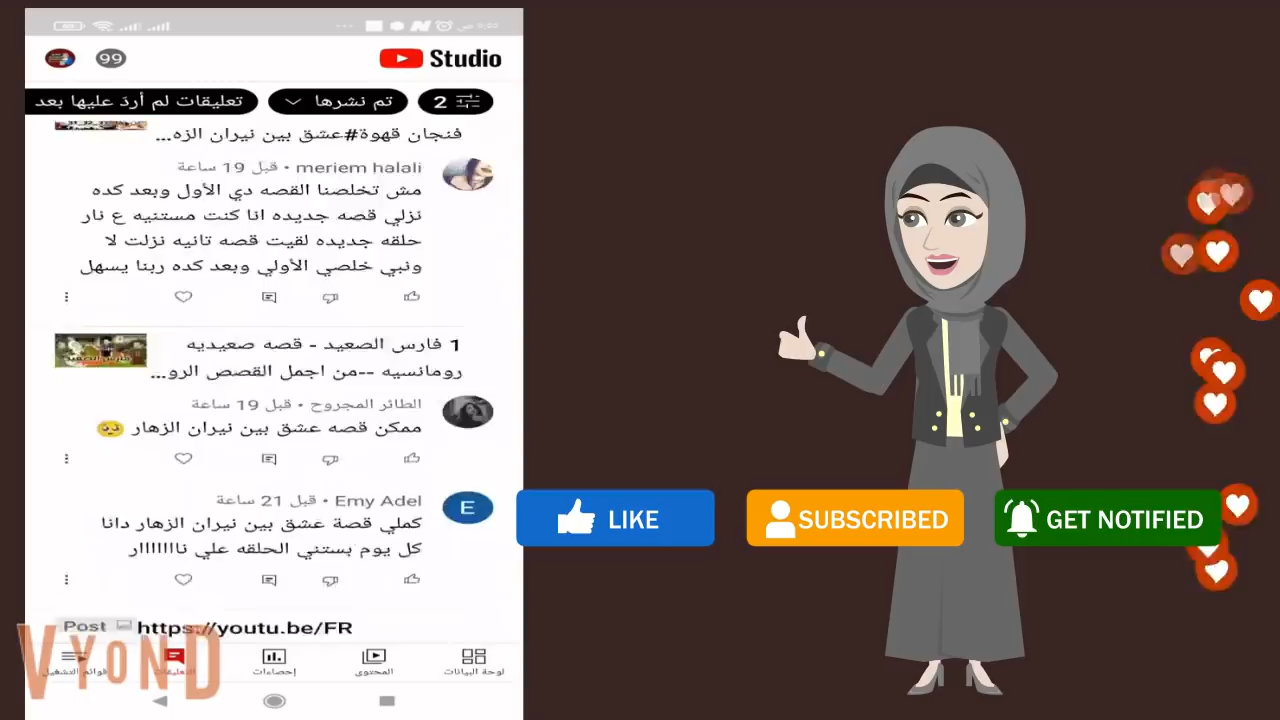 99
Studio
2
تم نشرها
تعليقات لم أردّ عليها بعد
فنجان قهوة#عشق بين نيران الزه...
meriem halali • قبل 19 ساعة
مش تخلصنا القصه دي الأول وبعد كده
نزلي قصه جديده انا كنت مستنيه ع نار
حلقه جديده لقيت قصه تانيه نزلت لا
ونبي خلصي الأولي وبعد كده ربنا يسهل
1 فارس الصعيد - قصه صعيديه
رومانسيه --من اجمل القصص الرو...
الطائر المجروح • قبل 19 ساعة
ممكن قصه عشق بين نيران الزهار 🥺
E
Emy Adel • قبل 21 ساعة
كملي قصة عشق بين نيران الزهار دانا
كل يوم بستني الحلقه علي نااااااار
Post https://youtu.be/FR
لوحة البيانات
المحتوى
إحصاءات
التعليقات
قوائم التشغيل
VYOND
LIKE
SUBSCRIBED
GET NOTIFIED